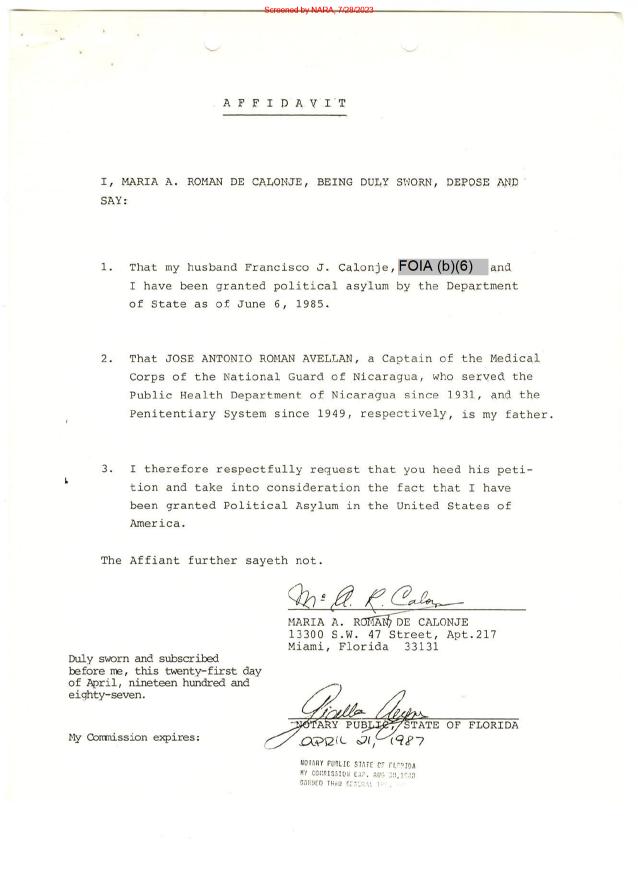 Screened by NARA, 7/28/2023
AFFIDAVIT
I, MARIA A. ROMAN DE CALONJE, BEING DULY SWORN, DEPOSE AND
SAY:
1. That my husband Francisco J. Calonje, FOIA (b)(6) and
I have been granted political asylum by the Department
of State as of June 6, 1985.
2. That JOSE ANTONIO ROMAN AVELLAN, a Captain of the Medical
Corps of the National Guard of Nicaragua, who served the
Public Health Department of Nicaragua since 1931, and the
Penitentiary System since 1949, respectively, is my father.
3. I therefore respectfully request that you heed his peti-
tion and take into consideration the fact that I have
been granted Political Asylum in the United States of
America.
The Affiant further sayeth not.
Mª A. R. Calon
MARIA A. ROMAN DE CALONJE
13300 S.W. 47 Street, Apt.217
Miami, Florida 33131
Duly sworn and subscribed
before me, this twenty-first day
of April, nineteen hundred and
eighty-seven.
Gisella
NOTARY PUBLIC, STATE OF FLORIDA
My Commission expires:
APRIL 21, 1987
NOTARY PUBLIC STATE OF FLORIDA
MY COMMISSION EXP. AUG
BONDED THRU GENERAL INS.